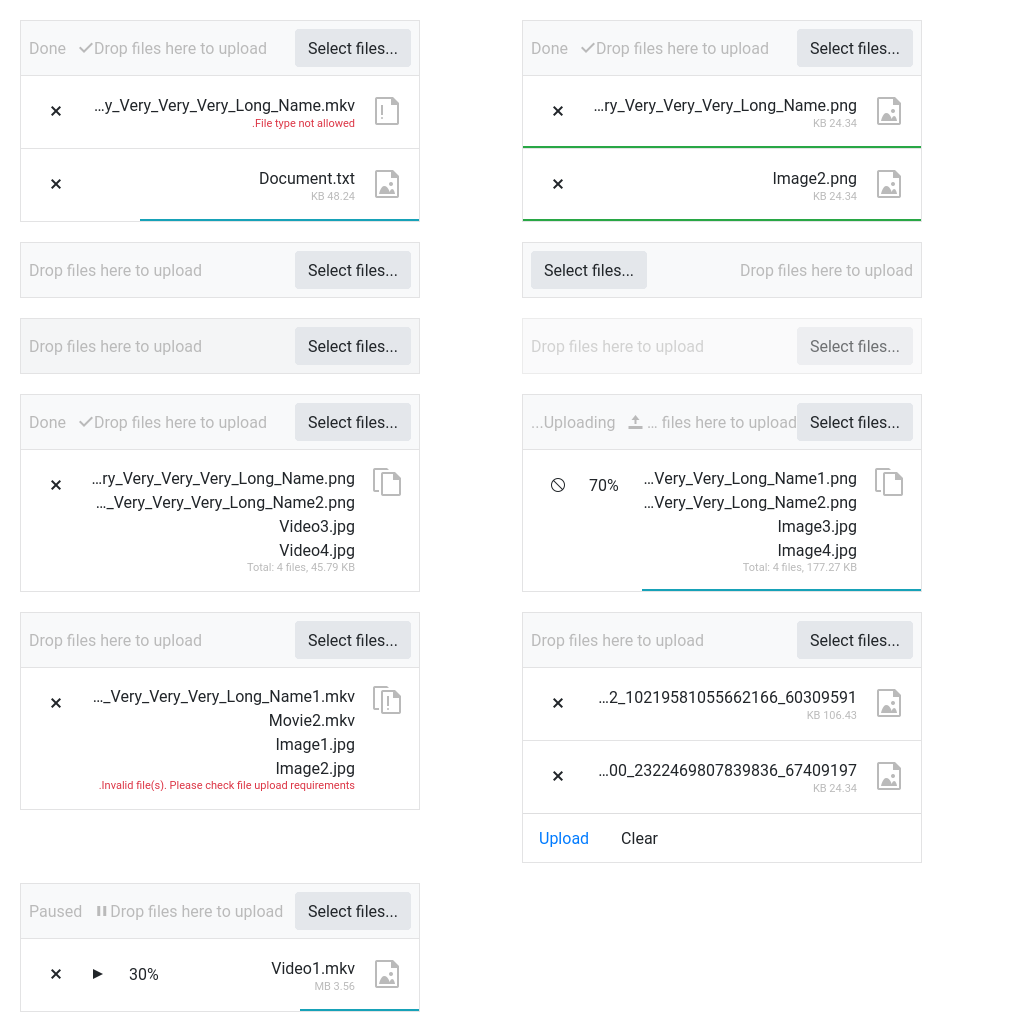 Done Drop files here to upload Select files...
...y_Very_Very_Very_Long_Name.mkv
.File type not allowed
Document.txt
KB 48.24
Done Drop files here to upload Select files...
...ry_Very_Very_Very_Long_Name.png
KB 24.34
Image2.png
KB 24.34
Drop files here to upload Select files...
Select files... Drop files here to upload
Drop files here to upload Select files...
Drop files here to upload Select files...
Done Drop files here to upload Select files...
...ry_Very_Very_Very_Long_Name.png
..._Very_Very_Very_Long_Name2.png
Video3.jpg
Video4.jpg
Total: 4 files, 45.79 KB
...Uploading ... files here to upload Select files...
70% ...Very_Very_Long_Name1.png
...Very_Very_Long_Name2.png
Image3.jpg
Image4.jpg
Total: 4 files, 177.27 KB
Drop files here to upload Select files...
..._Very_Very_Very_Long_Name1.mkv
Movie2.mkv
Image1.jpg
Image2.jpg
.Invalid file(s). Please check file upload requirements
Drop files here to upload Select files...
...2_10219581055662166_60309591
KB 106.43
...00_2322469807839836_67409197
KB 24.34
Upload Clear
Paused Drop files here to upload Select files...
30% Video1.mkv
MB 3.56